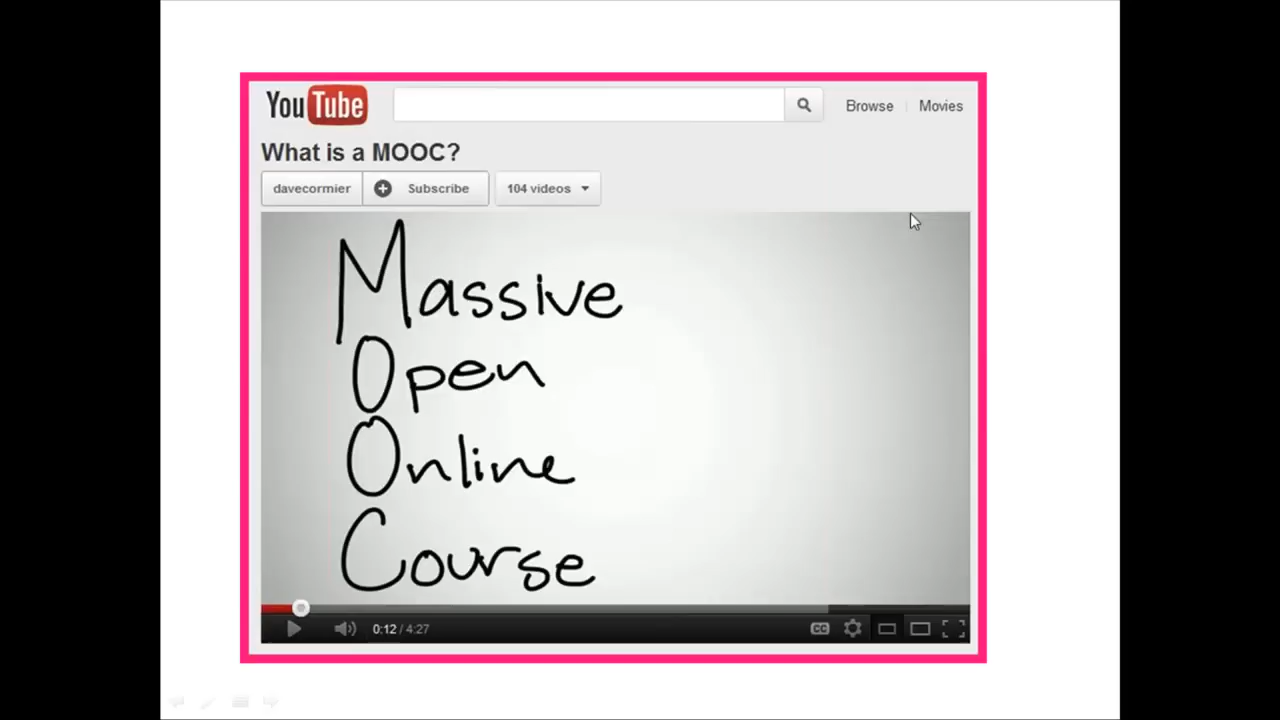 YouTube
Browse Movies
What is a MOOC?
davecormier Subscribe 104 videos
Massive
Open
Online
Course
0:12 / 4:27 CC